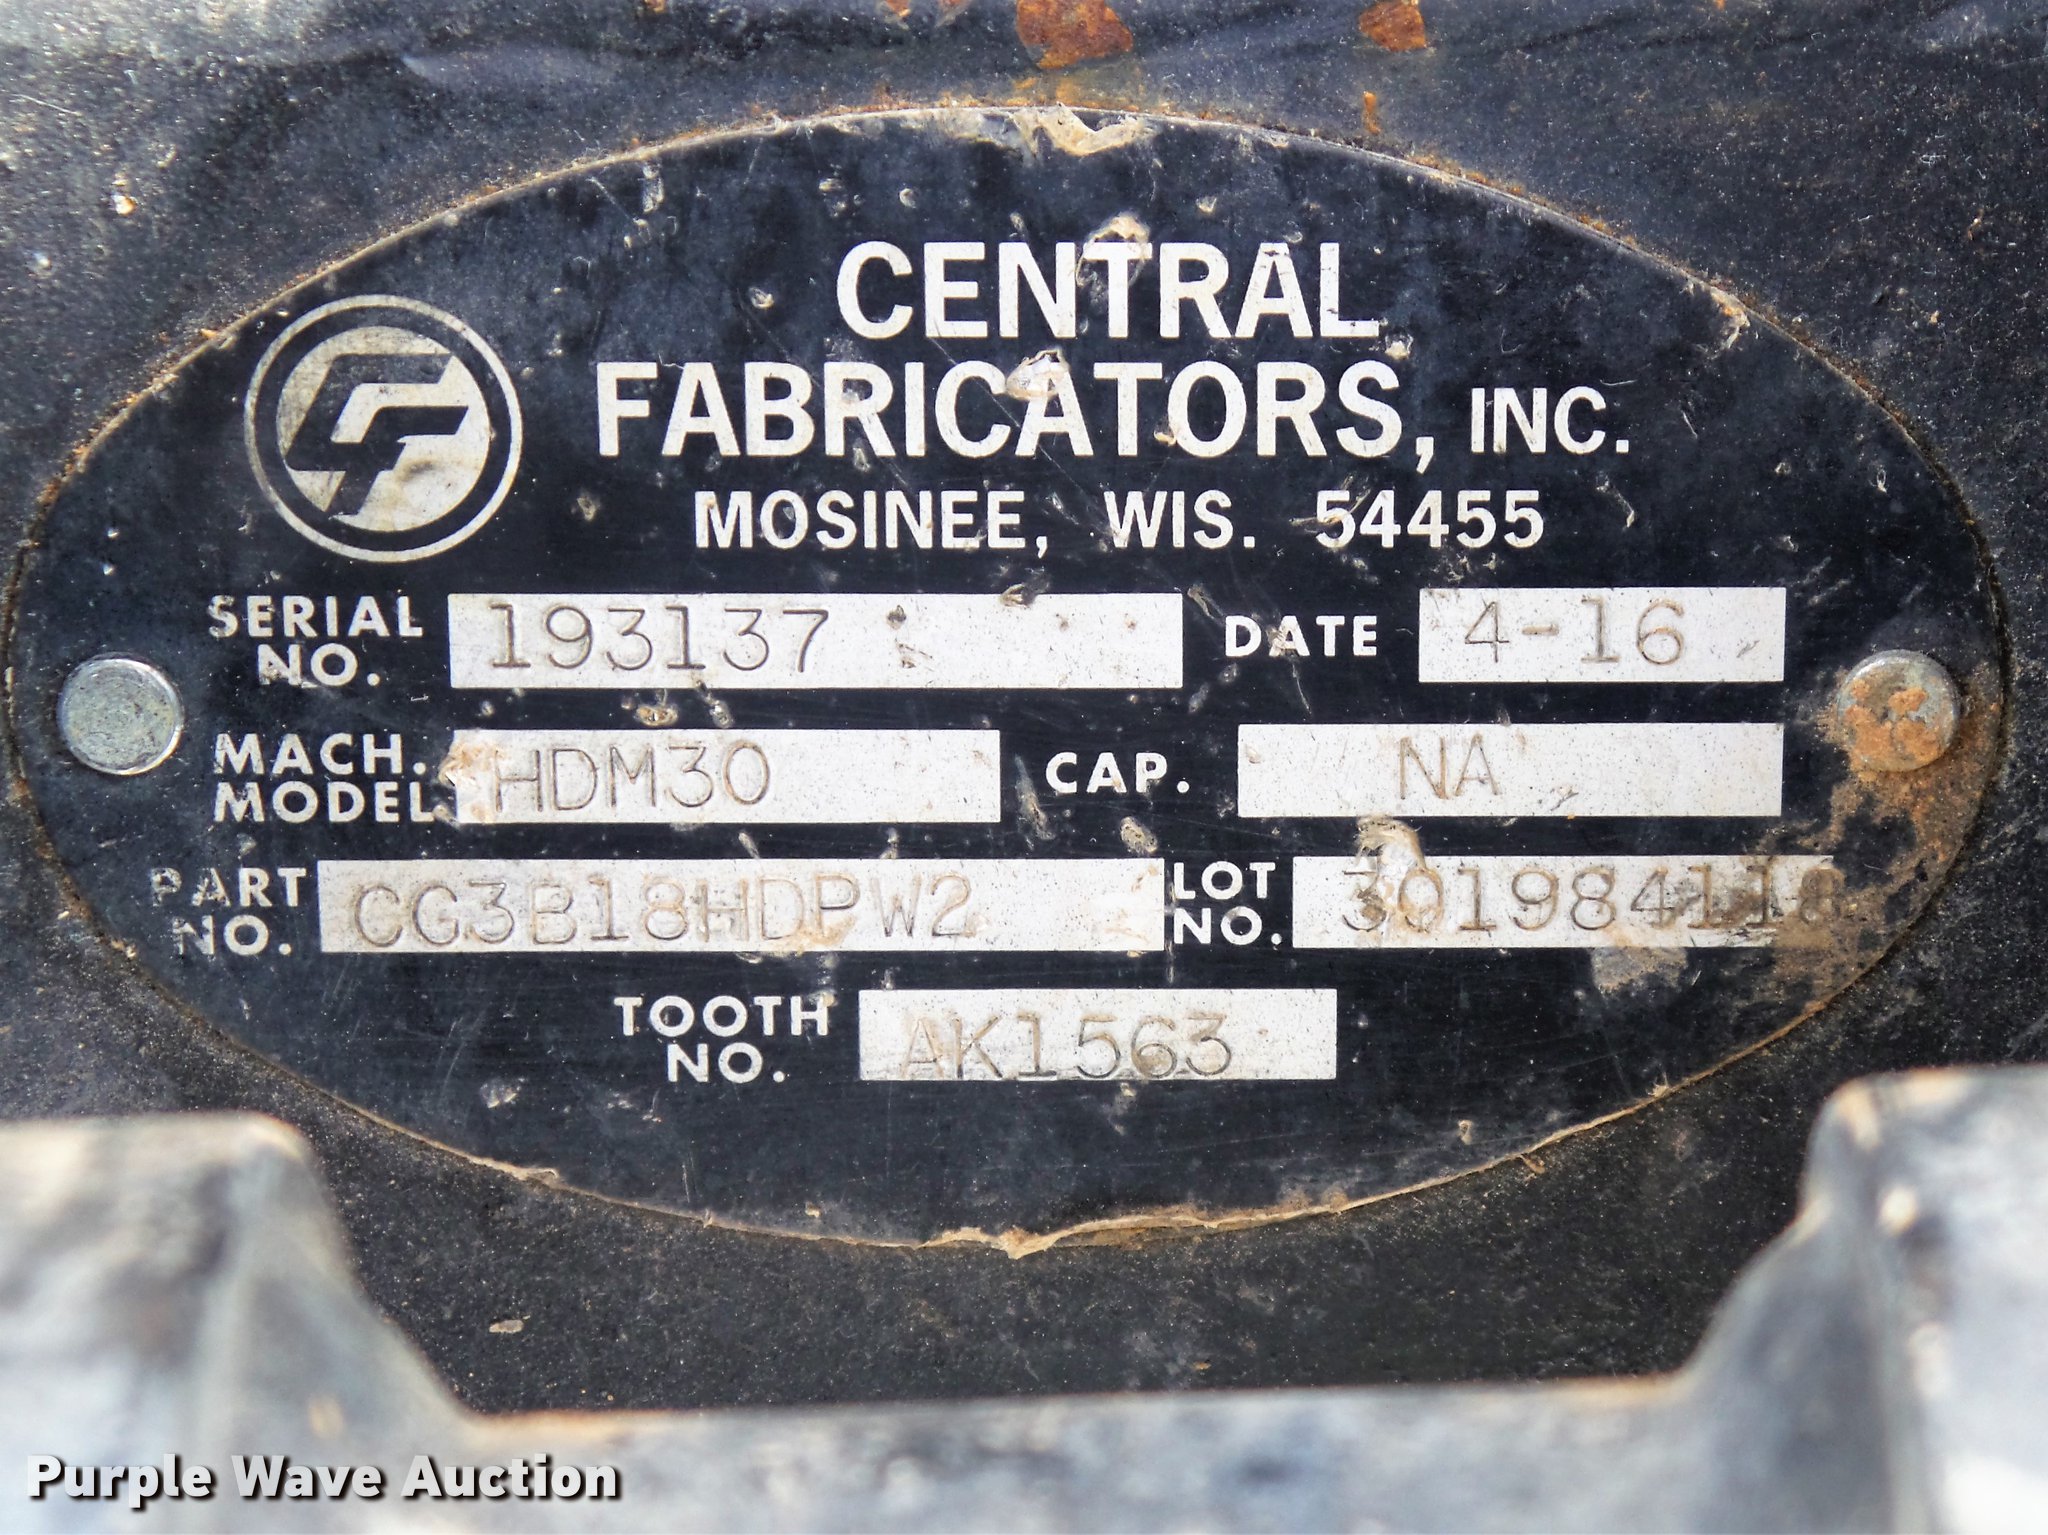 CENTRAL
FABRICATORS, INC.
MOSINEE, WIS. 54455
SERIAL NO. 193137 DATE 4-16
MACH. MODEL HDM30 CAP. NA
PART NO. CG3B18HDPW2 LOT NO. 301984118
TOOTH NO. AK1563
Purple Wave Auction